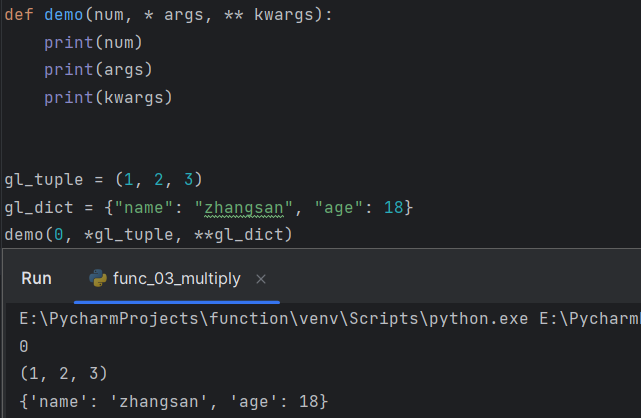 def demo(num, * args, ** kwargs):
    print(num)
    print(args)
    print(kwargs)
gl_tuple = (1, 2, 3)
gl_dict = {"name": "zhangsan", "age": 18}
demo(0, *gl_tuple, **gl_dict)
Run func_03_multiply ×
E:\PycharmProjects\function\venv\Scripts\python.exe E:\Pycharm
0
(1, 2, 3)
{'name': 'zhangsan', 'age': 18}